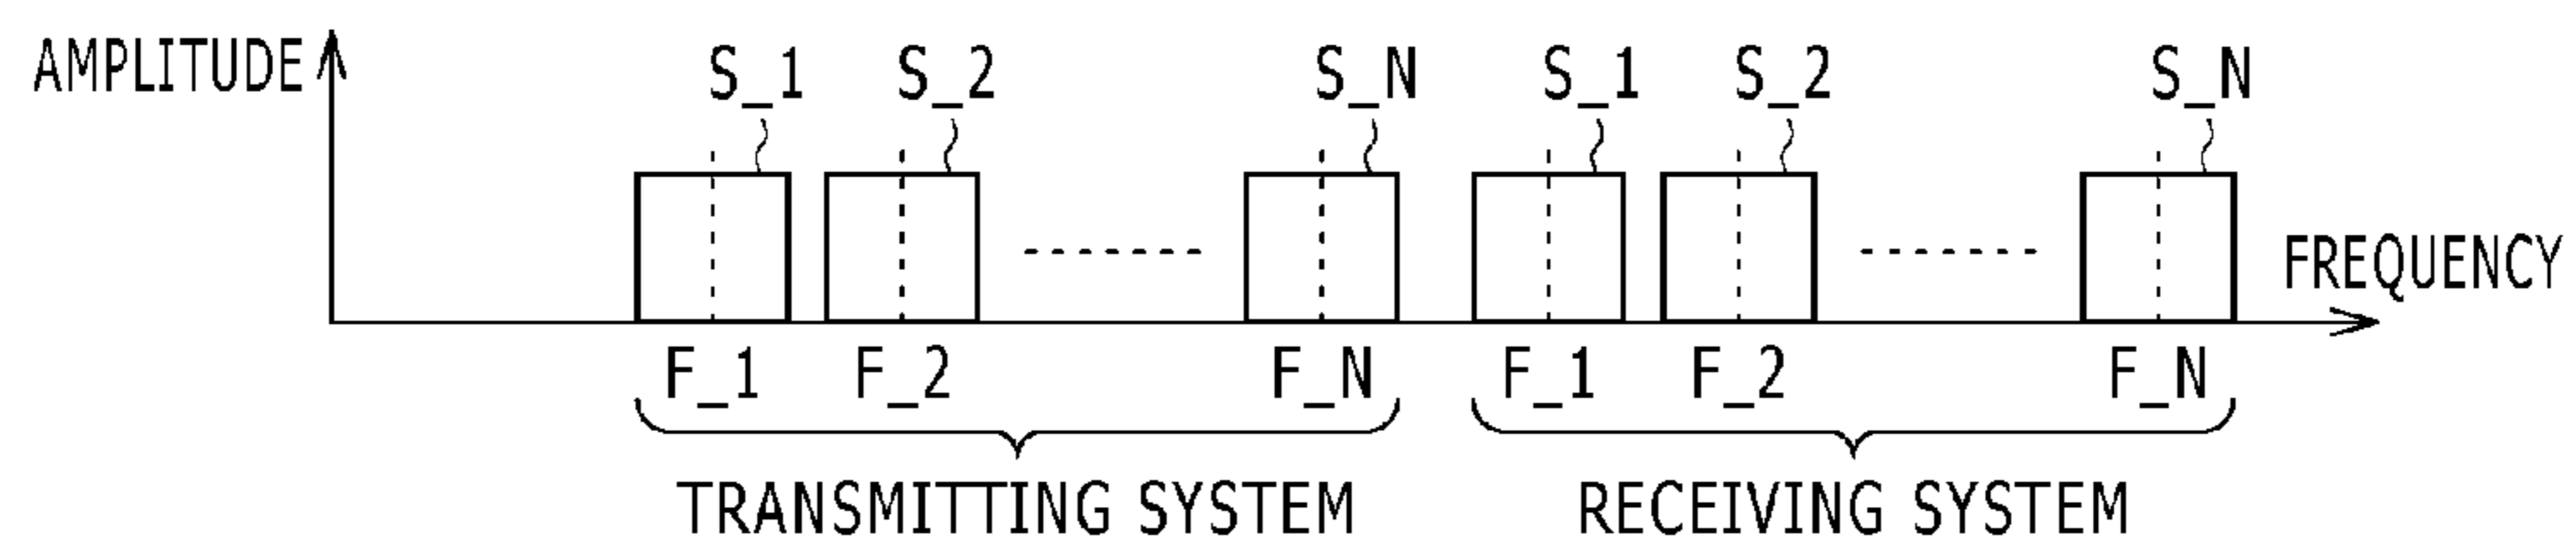 AMPLITUDE
S_1 S_2 S_N S_1 S_2 S_N
FREQUENCY
F_1 F_2 F_N F_1 F_2 F_N
TRANSMITTING SYSTEM RECEIVING SYSTEM